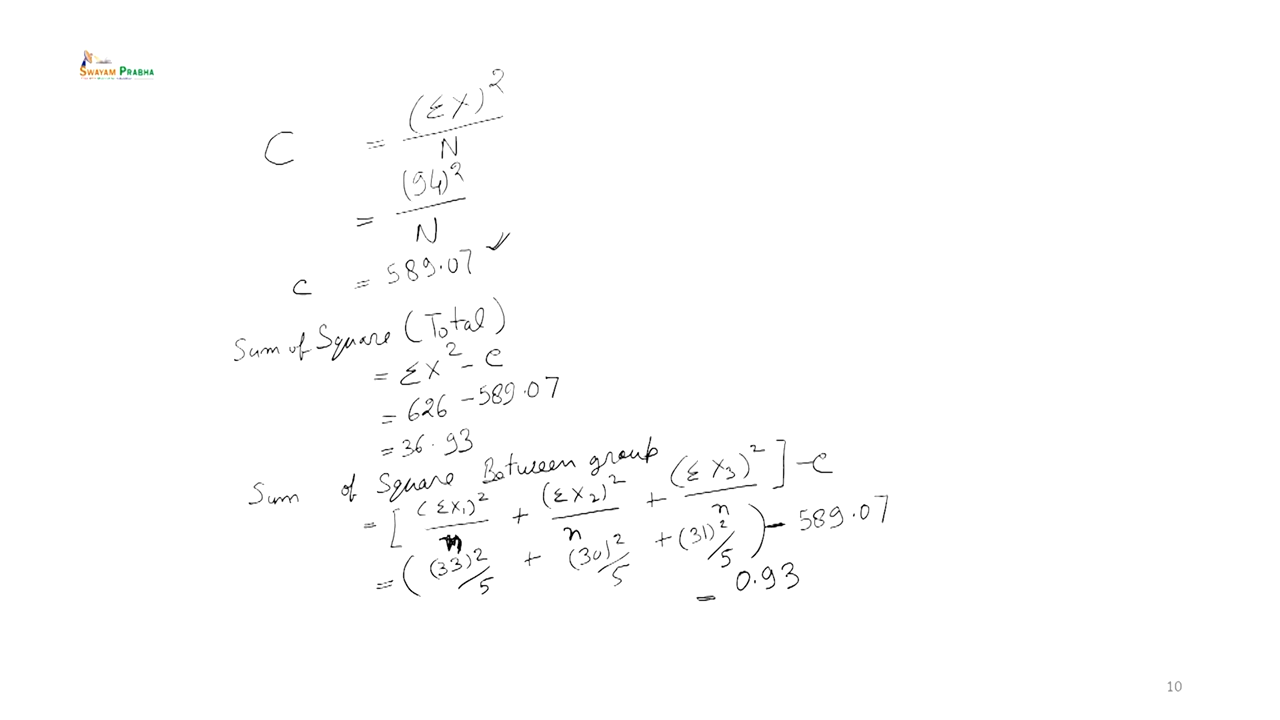 SWAYAM PRABHA
C = (ΣX)² / N
= (94)² / N
C = 589.07 ✓
Sum of Square (Total)
= ΣX² - C
= 626 - 589.07
= 36.93
Sum of Square Between group
= [ (ΣX₁)² / n + (ΣX₂)² / n + (ΣX₃)² / n ] - C
= ( (33)² / 5 + (30)² / 5 + (31)² / 5 ) - 589.07
= 0.93
10